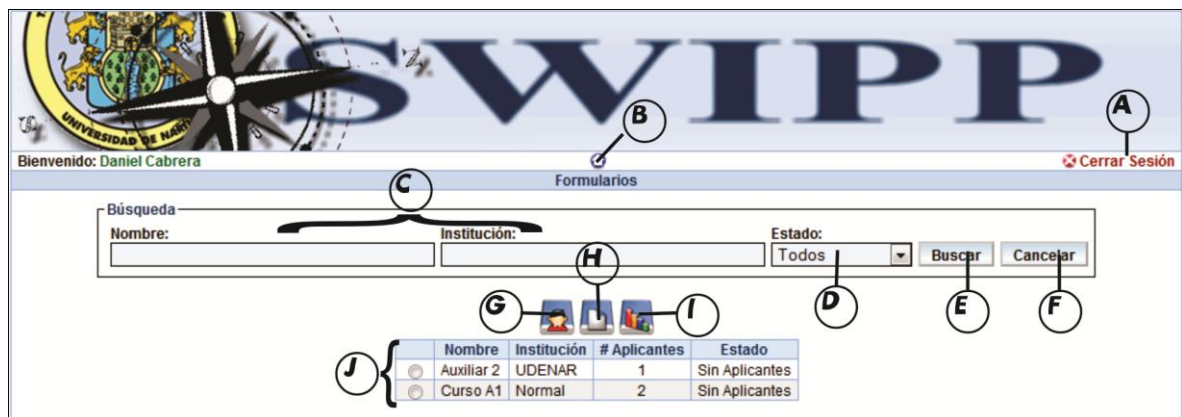 SWIPP
UNIVERSIDAD DE NARI
A
B
Bienvenido: Daniel Cabrera
Cerrar Sesión
Formularios
C
Búsqueda
Nombre: Institución: Estado:
Todos Buscar Cancelar
H
D E F
G I
J
Nombre Institución # Aplicantes Estado
Auxiliar 2 UDENAR 1 Sin Aplicantes
Curso A1 Normal 2 Sin Aplicantes